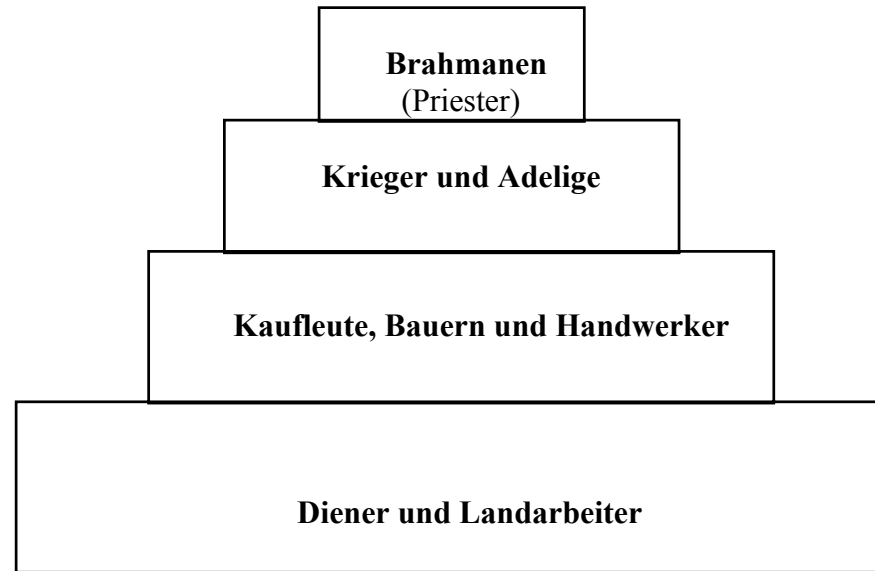 Brahmanen
(Priester)
Krieger und Adelige
Kaufleute, Bauern und Handwerker
Diener und Landarbeiter